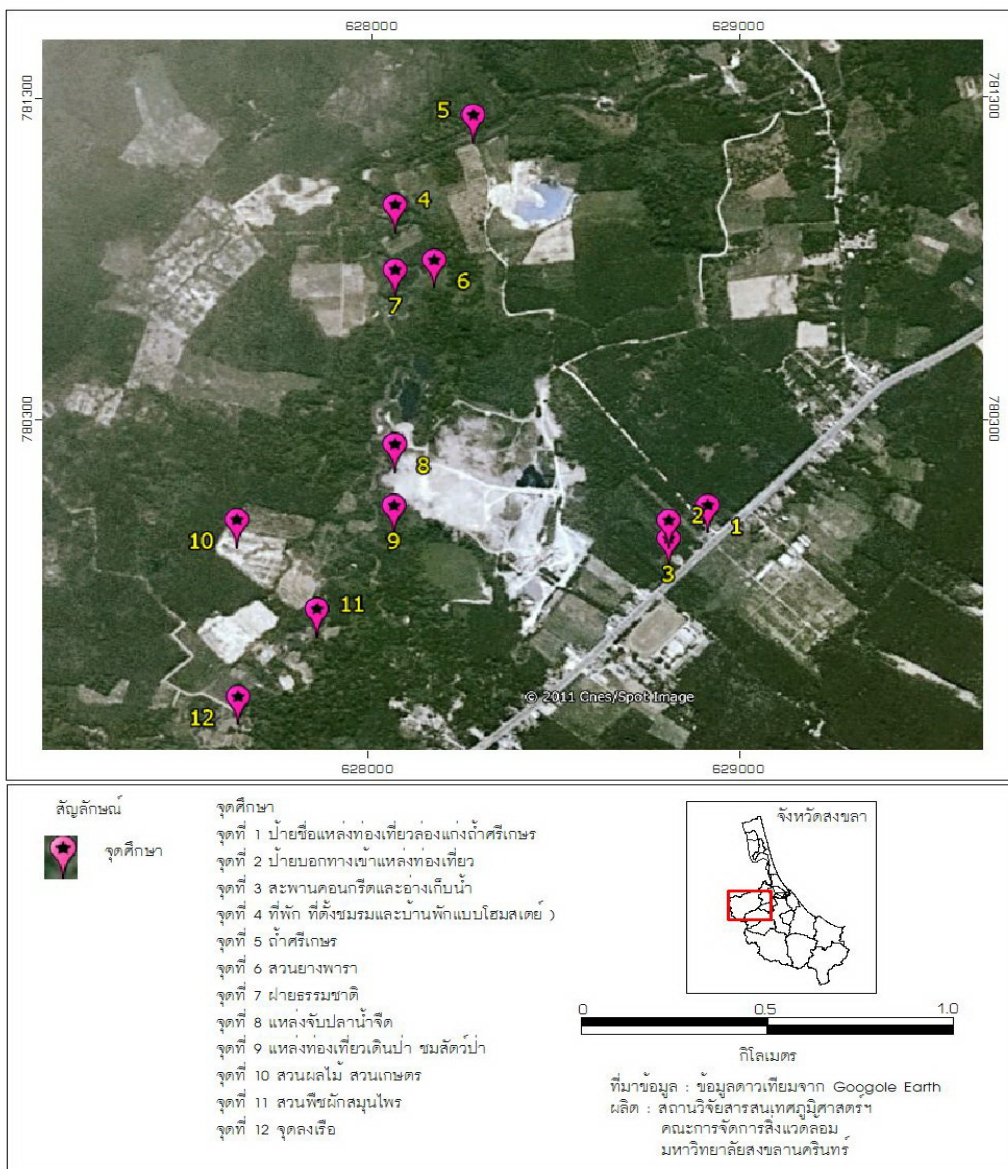 628000
629000
781300
781300
5
4
6
7
780300
780300
8
2
1
10
9
3
11
© 2011 Cnes/Spot Image
12
628000
629000
สัญลักษณ์
จุดศึกษา
จุดศึกษา
จุดที่ 1 ป้ายชื่อแหล่งท่องเที่ยวล่องแก่งถ้ำศรีเกษร
จุดที่ 2 ป้ายบอกทางเข้าแหล่งท่องเที่ยว
จุดที่ 3 สะพานคอนกรีตและอ่างเก็บน้ำ
จุดที่ 4 ที่พัก ที่ตั้งชมรมและบ้านพักแบบโฮมสเตย์ )
จุดที่ 5 ถ้ำศรีเกษร
จุดที่ 6 สวนยางพารา
จุดที่ 7 ฝายธรรมชาติ
จุดที่ 8 แหล่งจับปลาน้ำจืด
จุดที่ 9 แหล่งท่องเที่ยวเดินป่า ชมสัตว์ป่า
จุดที่ 10 สวนผลไม้ สวนเกษตร
จุดที่ 11 สวนพืชผักสมุนไพร
จุดที่ 12 จุดลงเรือ
จังหวัดสงขลา
0 0.5 1.0
กิโลเมตร
ที่มาข้อมูล : ข้อมูลดาวเทียมจาก Googole Earth
ผลิต : สถานวิจัยสารสนเทศภูมิศาสตร์ฯ
คณะการจัดการสิ่งแวดล้อม
มหาวิทยาลัยสงขลานครินทร์